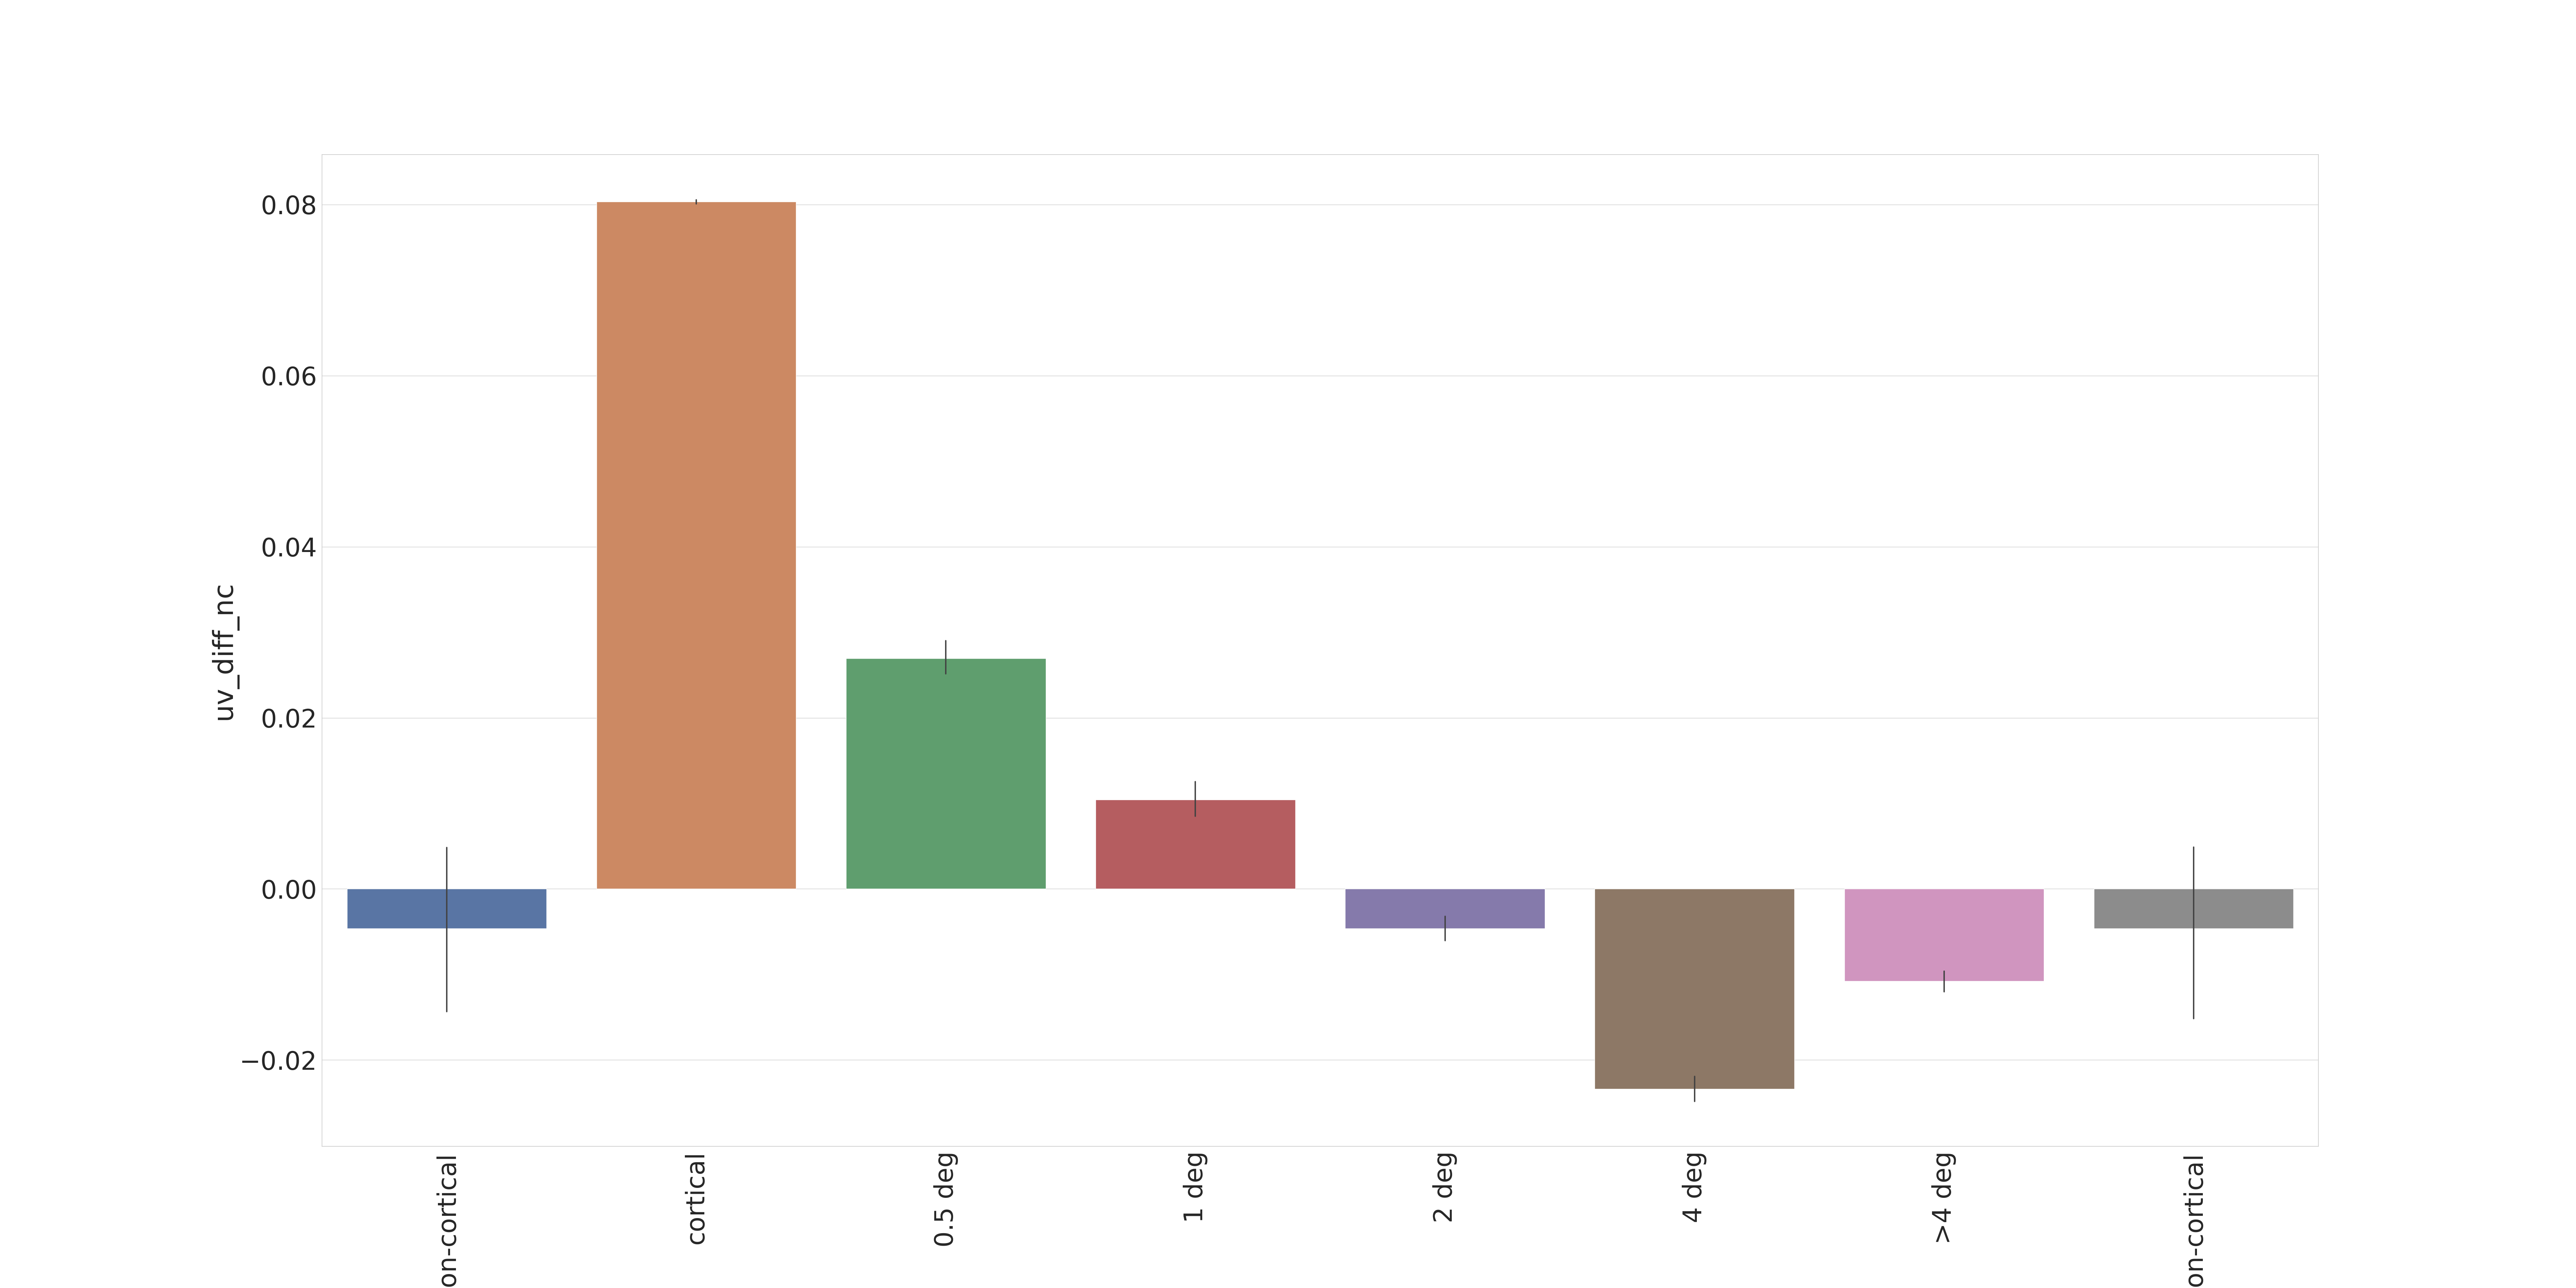 0.08
0.06
0.04
0.02
0.00
−0.02
uv_diff_nc
on-cortical
cortical
0.5 deg
1 deg
2 deg
4 deg
>4 deg
on-cortical